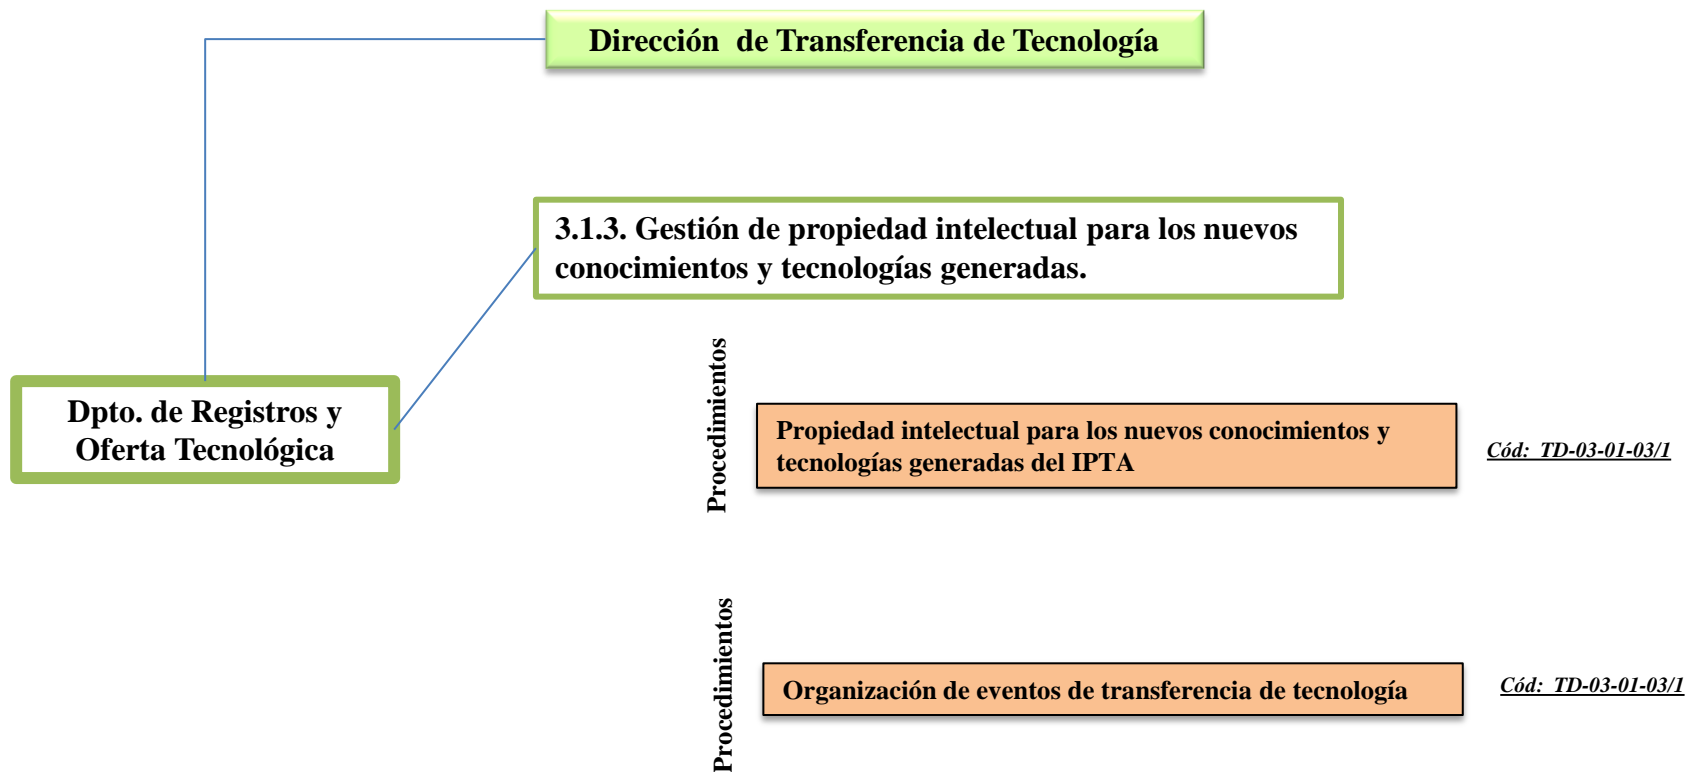 Dirección de Transferencia de Tecnología
3.1.3. Gestión de propiedad intelectual para los nuevos
conocimientos y tecnologías generadas.
Dpto. de Registros y
Oferta Tecnológica
Procedimientos
Propiedad intelectual para los nuevos conocimientos y
tecnologías generadas del IPTA
Cód: TD-03-01-03/1
Procedimientos
Organización de eventos de transferencia de tecnología
Cód: TD-03-01-03/1